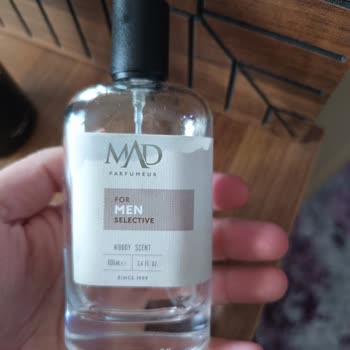 MAD
PARFUMEUR
FOR
MEN
SELECTIVE
WOODY SCENT
100ML℮ 3.4 FL OZ.
SINCE 1999